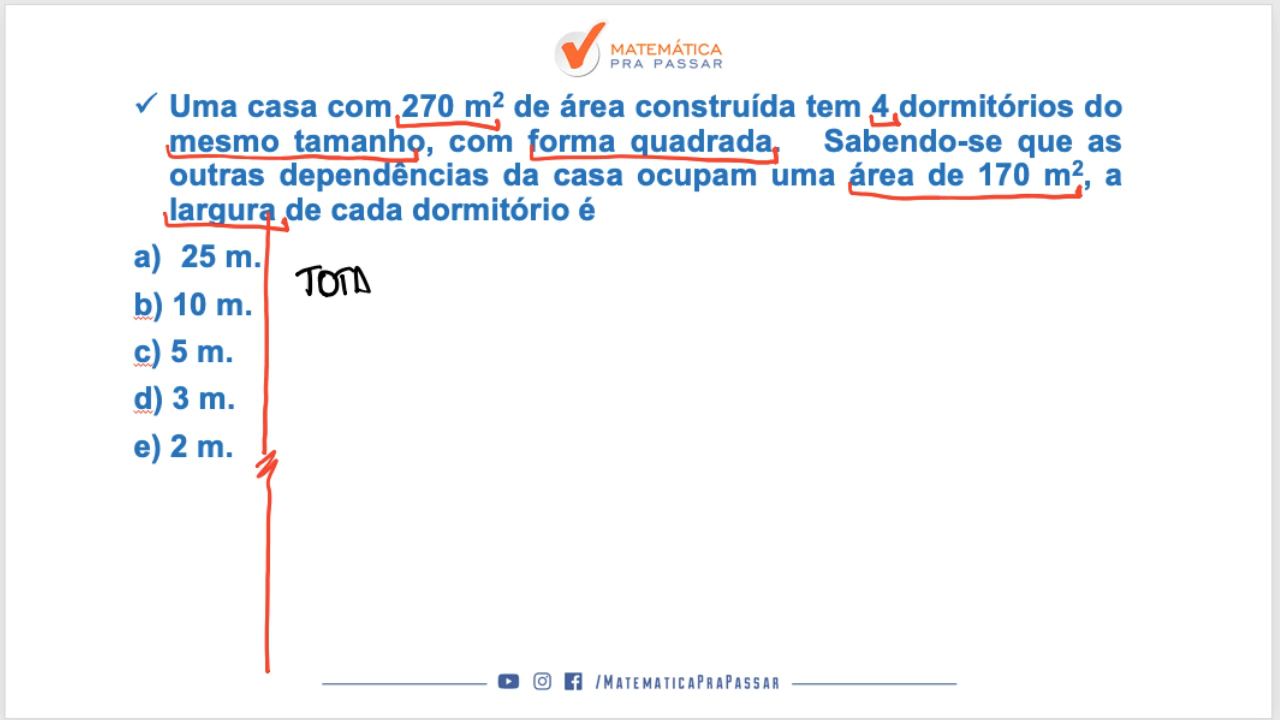 MATEMÁTICA
PRA PASSAR
✓ Uma casa com 270 m² de área construída tem 4 dormitórios do
mesmo tamanho, com forma quadrada. Sabendo-se que as
outras dependências da casa ocupam uma área de 170 m², a
largura de cada dormitório é
a) 25 m.
TOTA
b) 10 m.
c) 5 m.
d) 3 m.
e) 2 m.
/MATEMATICAPRAPASSAR